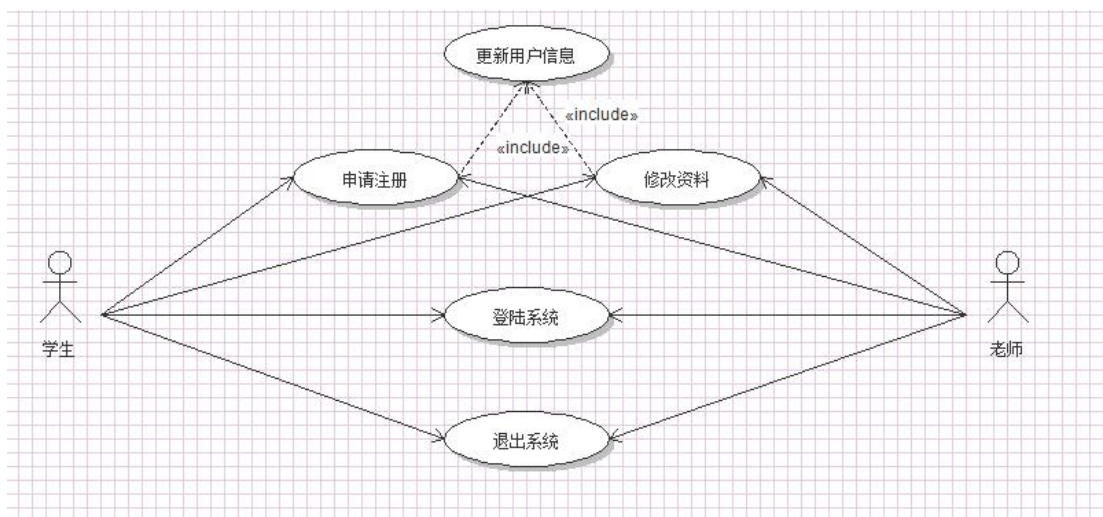 更新用户信息
«include»
«include»
申请注册
修改资料
登陆系统
学生
老师
退出系统